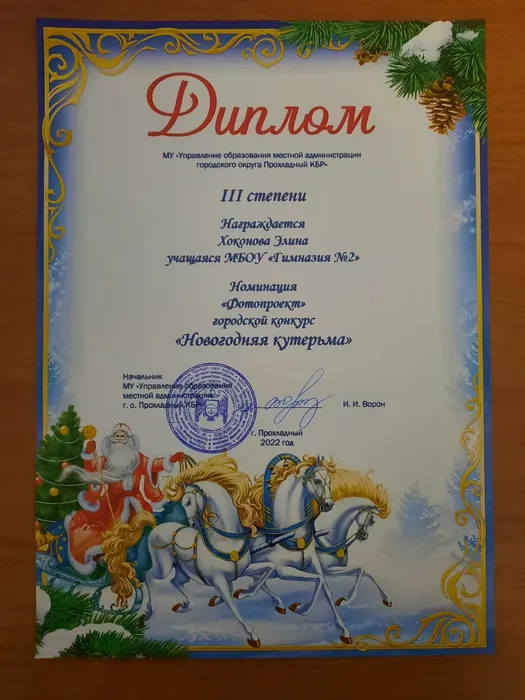 Диплом
МУ «Управление образования местной администрации
городского округа Прохладный КБР»
III степени
Награждается
Хоконова Элина
учащаяся МБОУ «Гимназия №2»
Номинация
«Фотопроект»
городской конкурс
«Новогодняя кутерьма»
Начальник
МУ «Управление образования
местной администрации
г. о. Прохладный КБР»
И. И. Ворон
г. Прохладный
2022 год